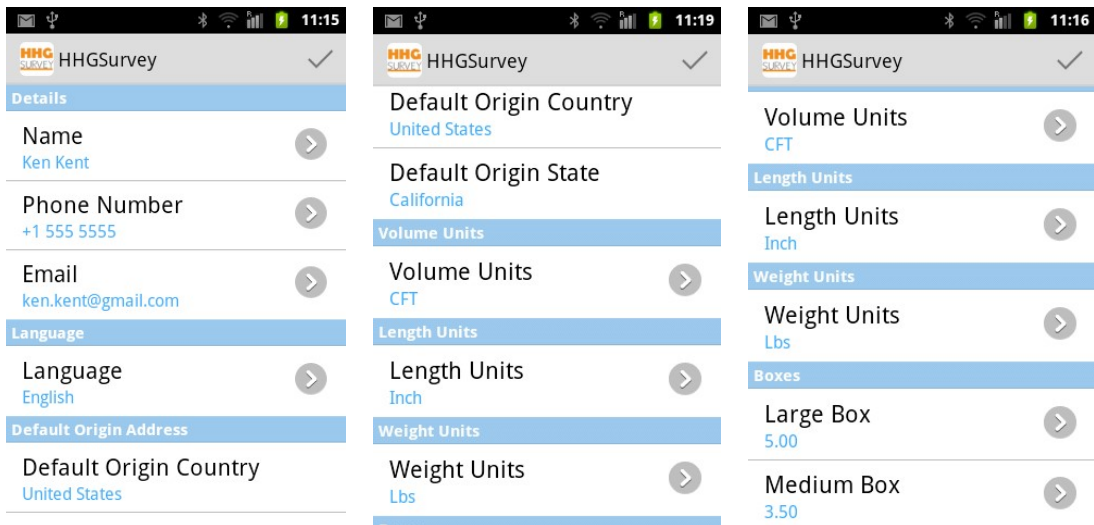 11:15
HHG SURVEY HHGSurvey
Details
Name
Ken Kent
Phone Number
+1 555 5555
Email
ken.kent@gmail.com
Language
Language
English
Default Origin Address
Default Origin Country
United States
R 11:19
HHG SURVEY HHGSurvey
Default Origin Country
United States
Default Origin State
California
Volume Units
Volume Units
CFT
Length Units
Length Units
Inch
Weight Units
Weight Units
Lbs
R 11:16
HHG SURVEY HHGSurvey
Volume Units
CFT
Length Units
Length Units
Inch
Weight Units
Weight Units
Lbs
Boxes
Large Box
5.00
Medium Box
3.50